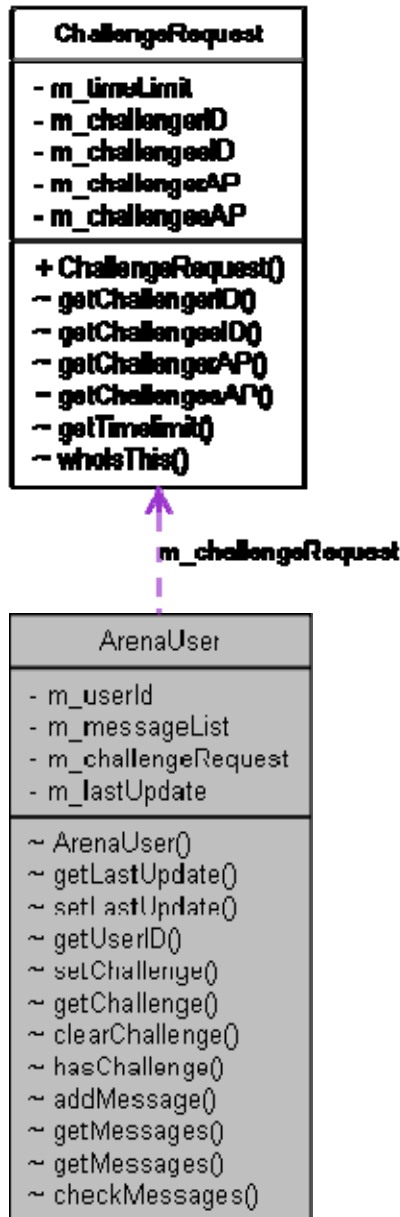 ChallengeRequest
- m_timeLimit
- m_challengerID
- m_challengeeID
- m_challengerAP
- m_challengeeAP
+ ChallengeRequest()
~ getChallengerID()
~ getChallengeeID()
~ getChallengerAP()
~ getChallengeeAP()
~ getTimelimit()
~ whoIsThis()
m_challengeRequest
ArenaUser
- m_userId
- m_messageList
- m_challengeRequest
- m_lastUpdate
~ ArenaUser()
~ getLastUpdate()
~ setLastUpdate()
~ getUserID()
~ setChallenge()
~ getChallenge()
~ clearChallenge()
~ hasChallenge()
~ addMessage()
~ getMessages()
~ getMessages()
~ checkMessages()